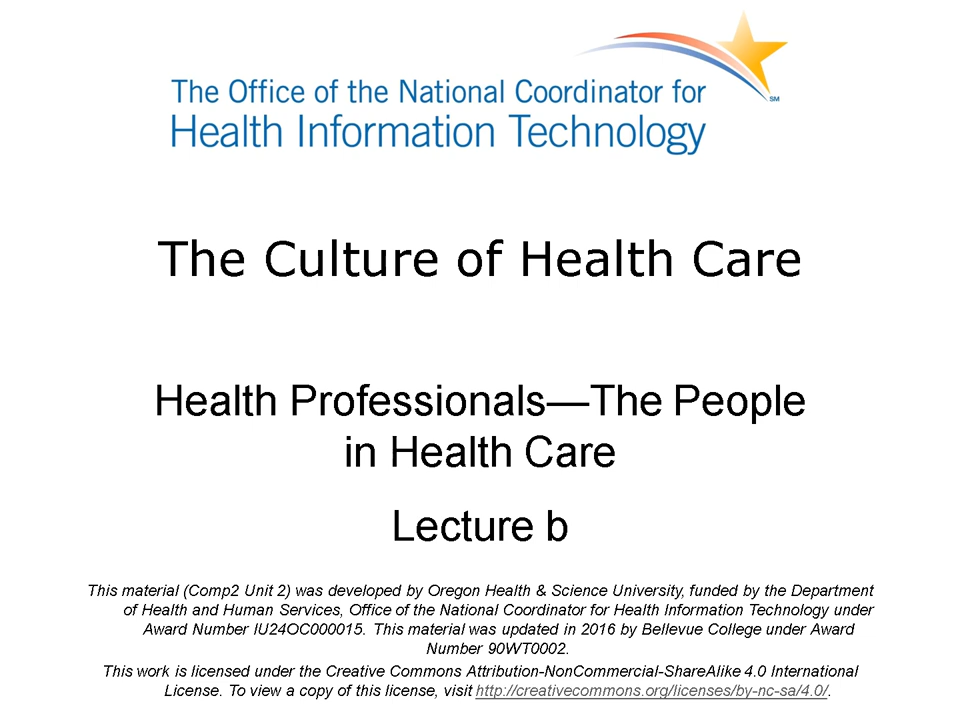 The Office of the National Coordinator for
Health Information Technology
SM
The Culture of Health Care
Health Professionals—The People
in Health Care
Lecture b
This material (Comp2 Unit 2) was developed by Oregon Health & Science University, funded by the Department
of Health and Human Services, Office of the National Coordinator for Health Information Technology under
Award Number IU24OC000015. This material was updated in 2016 by Bellevue College under Award
Number 90WT0002.
This work is licensed under the Creative Commons Attribution-NonCommercial-ShareAlike 4.0 International
License. To view a copy of this license, visit http://creativecommons.org/licenses/by-nc-sa/4.0/.